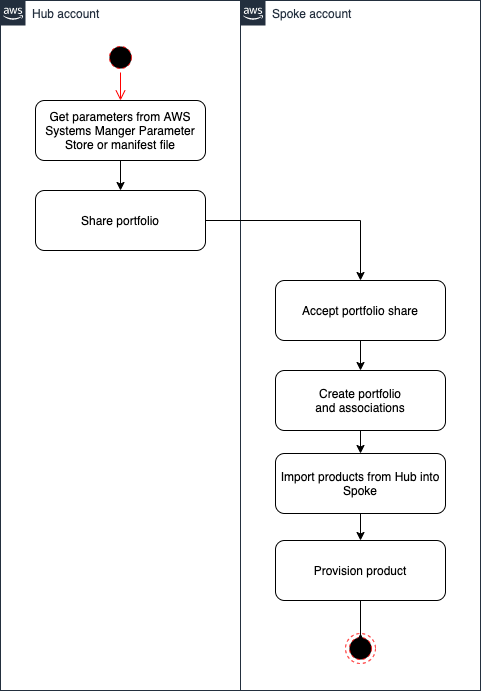 aws
Hub account
aws
Spoke account
Get parameters from AWS
Systems Manger Parameter
Store or manifest file
Share portfolio
Accept portfolio share
Create portfolio
and associations
Import products from Hub into
Spoke
Provision product